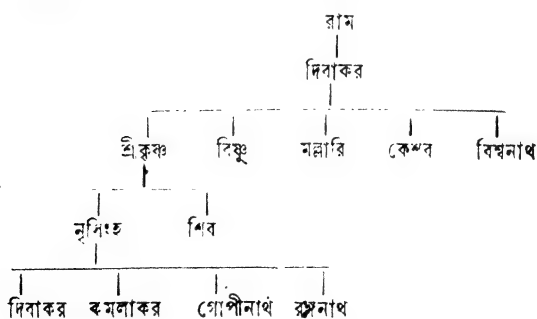 রাম
দিবাকর
শ্রীকৃষ্ণ বিষ্ণু মল্লারি কেশব বিশ্বনাথ
নৃসিংহ শিব
দিবাকর কমলাকর গোপীনাথ রঙ্গনাথ